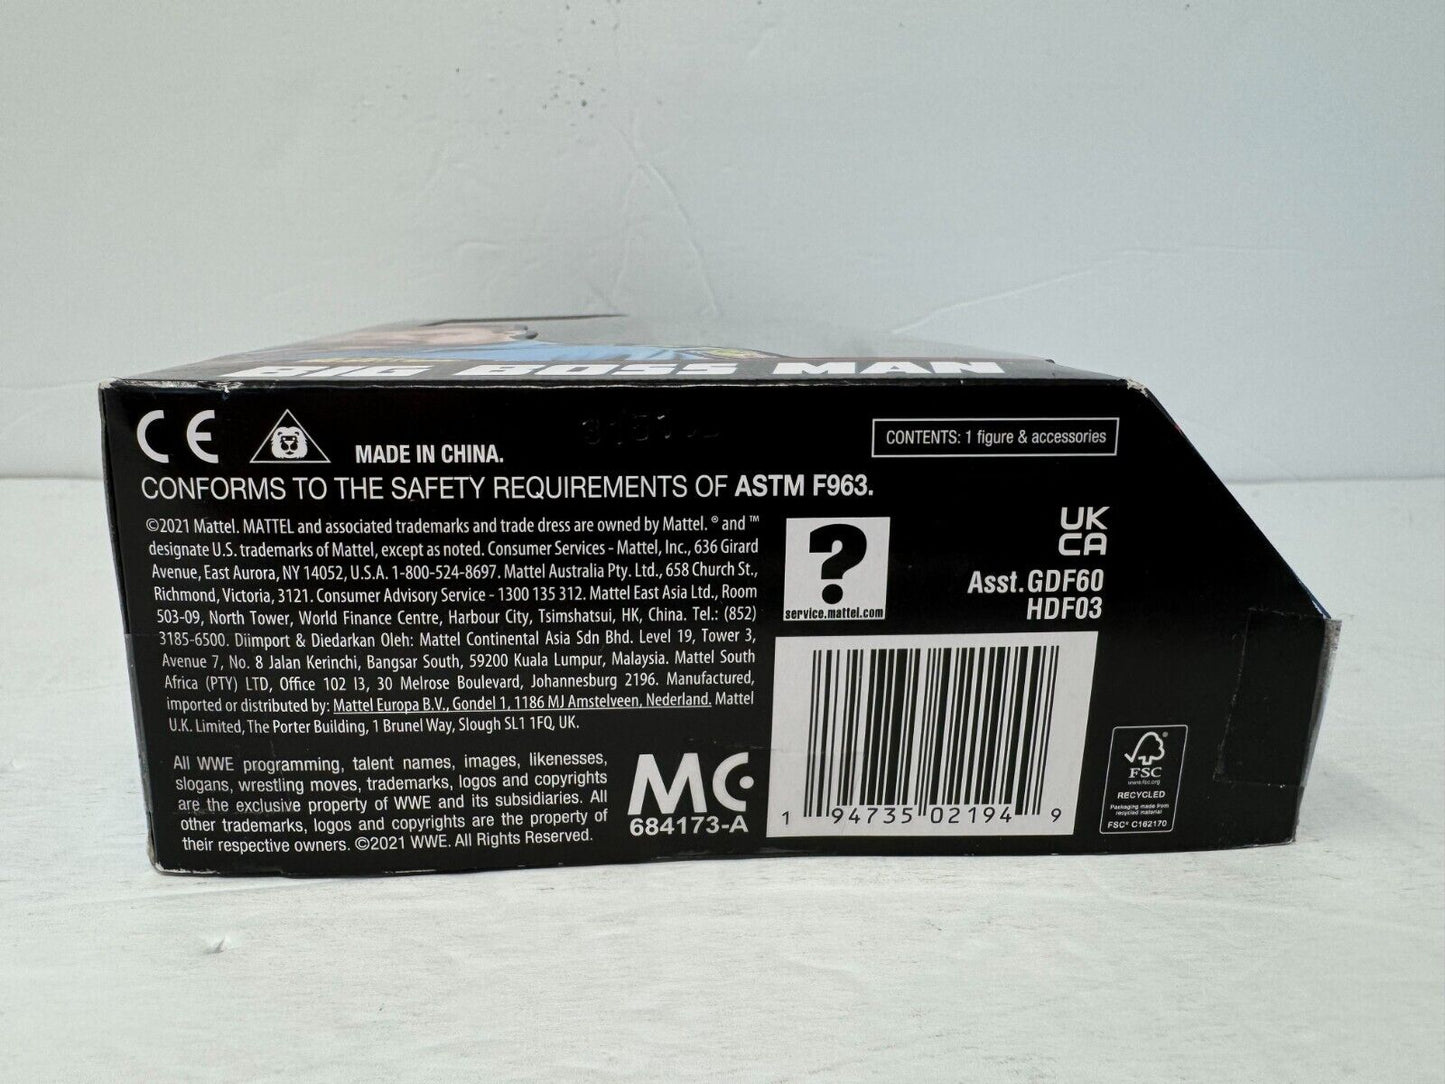 BIG BOSS MAN
CE
MADE IN CHINA.
CONTENTS: 1 figure & accessories
CONFORMS TO THE SAFETY REQUIREMENTS OF ASTM F963.
©2021 Mattel. MATTEL and associated trademarks and trade dress are owned by Mattel. ® and ™
designate U.S. trademarks of Mattel, except as noted. Consumer Services - Mattel, Inc., 636 Girard
Avenue, East Aurora, NY 14052, U.S.A. 1-800-524-8697. Mattel Australia Pty. Ltd., 658 Church St.,
Richmond, Victoria, 3121. Consumer Advisory Service - 1300 135 312. Mattel East Asia Ltd., Room
503-09, North Tower, World Finance Centre, Harbour City, Tsimshatsui, HK, China. Tel.: (852)
3185-6500. Diimport & Diedarkan Oleh: Mattel Continental Asia Sdn Bhd. Level 19, Tower 3,
Avenue 7, No. 8 Jalan Kerinchi, Bangsar South, 59200 Kuala Lumpur, Malaysia. Mattel South
Africa (PTY) LTD, Office 102 I3, 30 Melrose Boulevard, Johannesburg 2196. Manufactured,
imported or distributed by: Mattel Europa B.V., Gondel 1, 1186 MJ Amstelveen, Nederland. Mattel
U.K. Limited, The Porter Building, 1 Brunel Way, Slough SL1 1FQ, UK.
All WWE programming, talent names, images, likenesses,
slogans, wrestling moves, trademarks, logos and copyrights
are the exclusive property of WWE and its subsidiaries. All
other trademarks, logos and copyrights are the property of
their respective owners. ©2021 WWE. All Rights Reserved.
MC
684173-A
?
service.mattel.com
UK
CA
Asst. GDF60
HDF03
1 94735 02194 9
FSC
www.fsc.org
RECYCLED
Packaging made from
recycled material
FSC® C162170